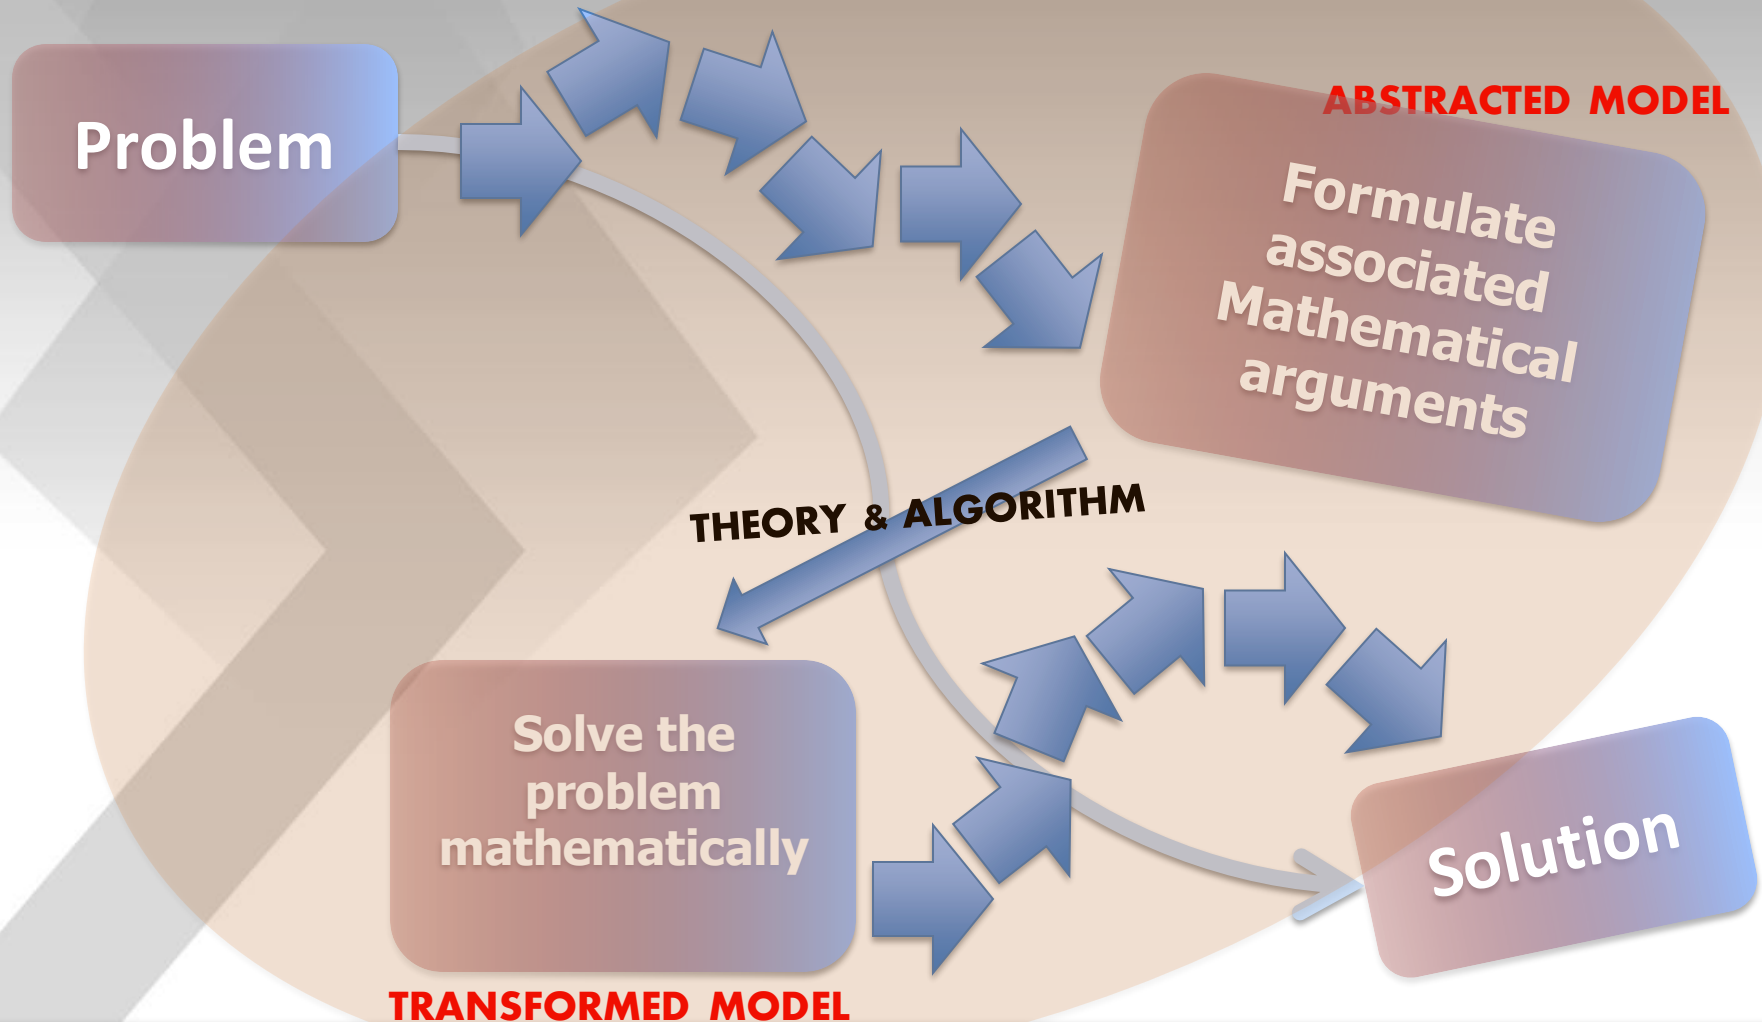 Problem
ABSTRACTED MODEL
Formulate
associated
Mathematical
arguments
THEORY & ALGORITHM
Solve the
problem
mathematically
TRANSFORMED MODEL
Solution